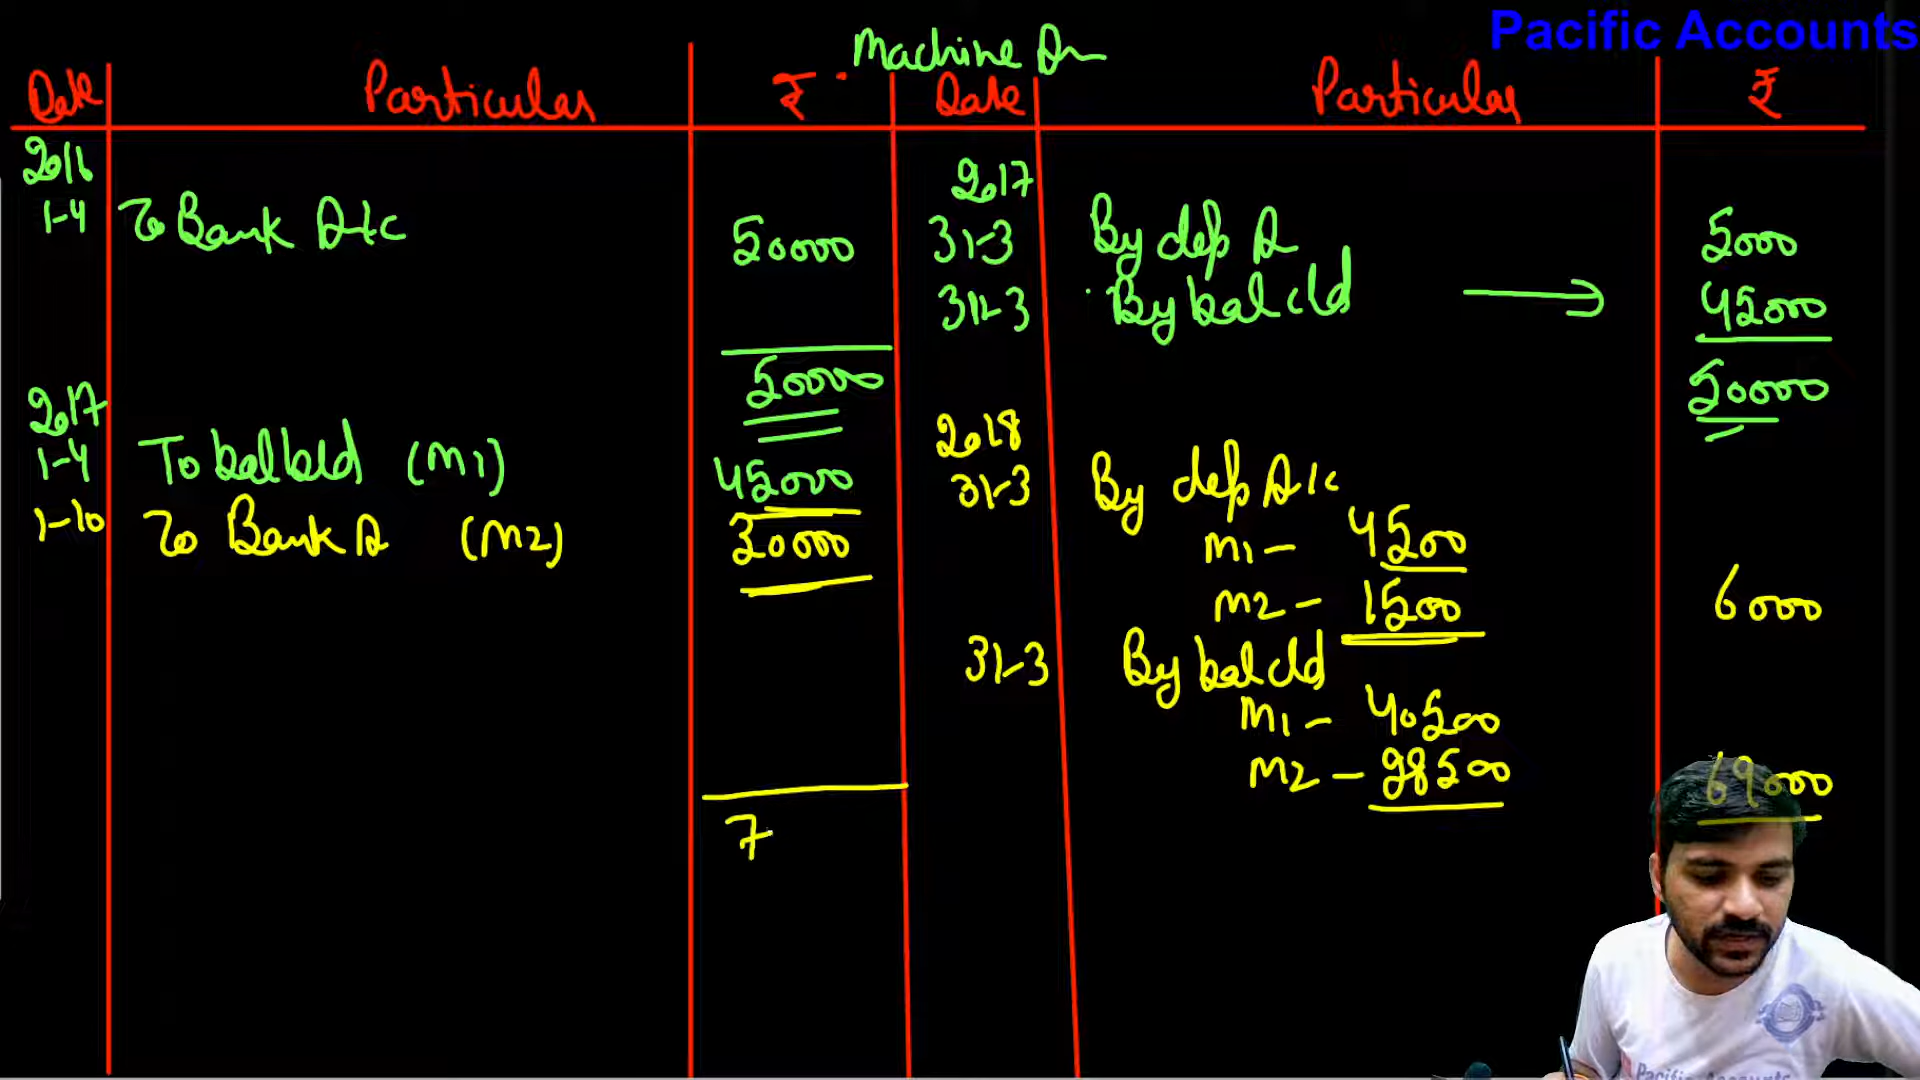 Pacific Accounts
Machine A
Date Particular ₹ Date Particular ₹
2016
1-4 To Bank A/c 50000
2017
31-3 By dep A 5000
31-3 By bal c/d 45000
50000 50000
2017
1-4 To bal b/d (M1) 45000
1-10 To Bank A (M2) 30000
2018
31-3 By dep A/c
M1 - 4500
M2 - 1500 6000
31-3 By bal c/d
M1 - 40500
M2 - 28500 69000
7
Pacific Accounts